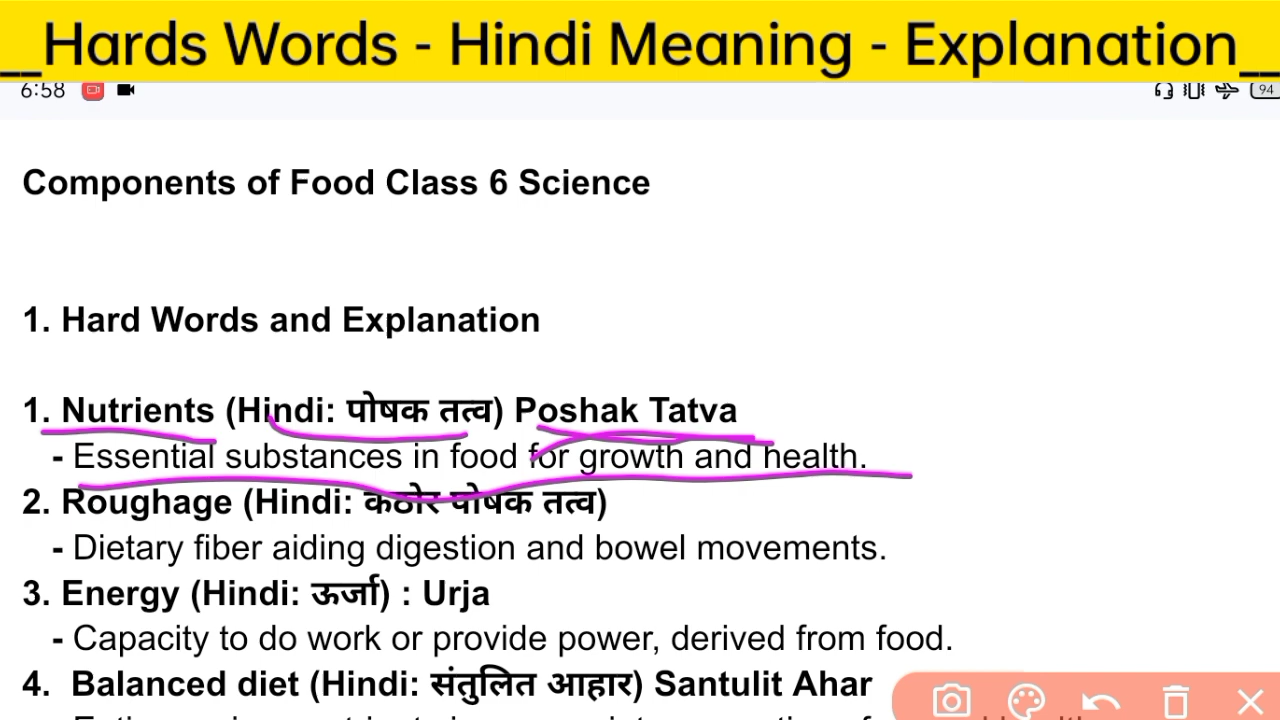 __Hards Words - Hindi Meaning - Explanation__
6:58
94
Components of Food Class 6 Science
1. Hard Words and Explanation
1. Nutrients (Hindi: पोषक तत्व) Poshak Tatva
- Essential substances in food for growth and health.
2. Roughage (Hindi: कठोर पोषक तत्व)
- Dietary fiber aiding digestion and bowel movements.
3. Energy (Hindi: ऊर्जा) : Urja
- Capacity to do work or provide power, derived from food.
4. Balanced diet (Hindi: संतुलित आहार) Santulit Ahar